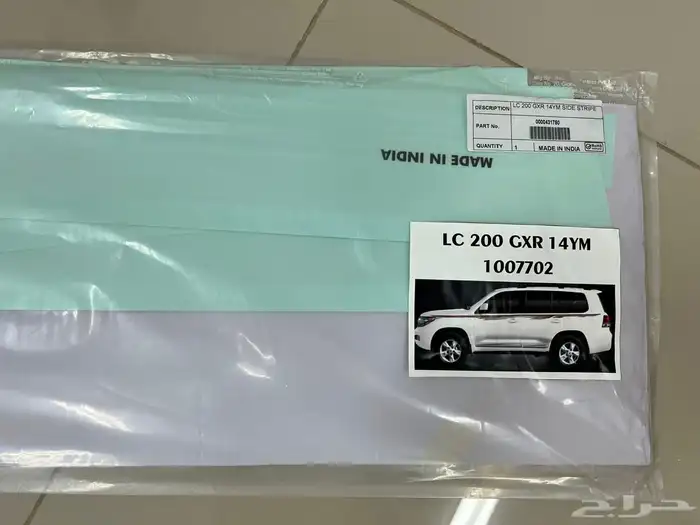 DESCRIPTION LC 200 GXR 14YM SIDE STRIPE
PART No. 0000431780
QUANTITY 1 MADE IN INDIA
MADE IN INDIA
LC 200 GXR 14YM
1007702
حراج